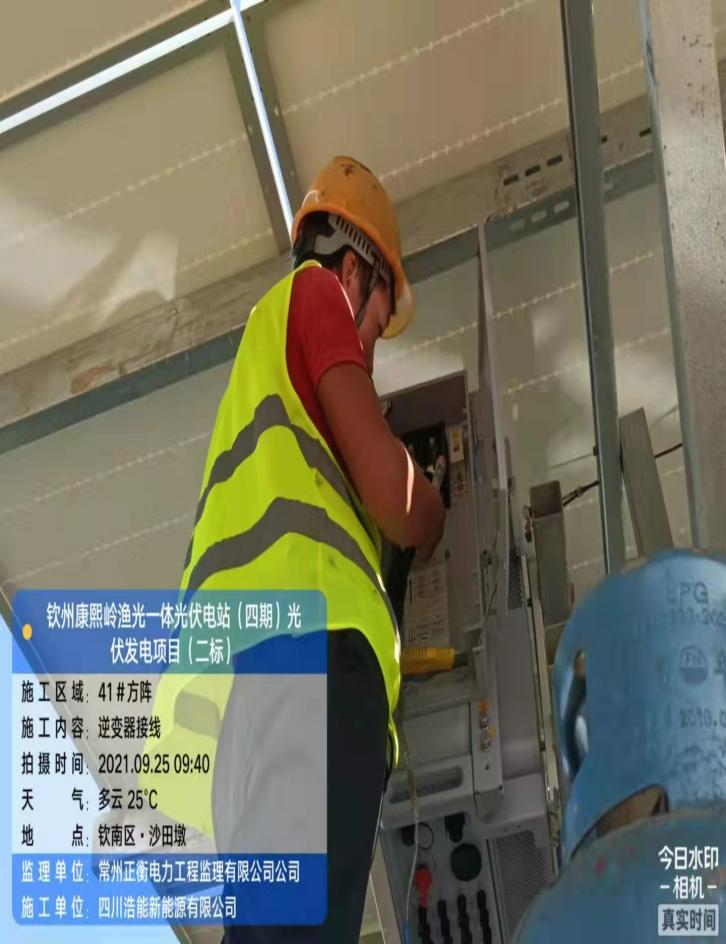 钦州康熙岭渔光一体光伏电站（四期）光
伏发电项目（二标）
施工区域：41#方阵
施工内容：逆变器接线
拍摄时间：2021.09.25 09:40
天气：多云 25℃
地点：钦南区·沙田墩
监理单位：常州正衡电力工程监理有限公司公司
施工单位：四川浩能新能源有限公司
LPG
今日水印
-相机-
真实时间